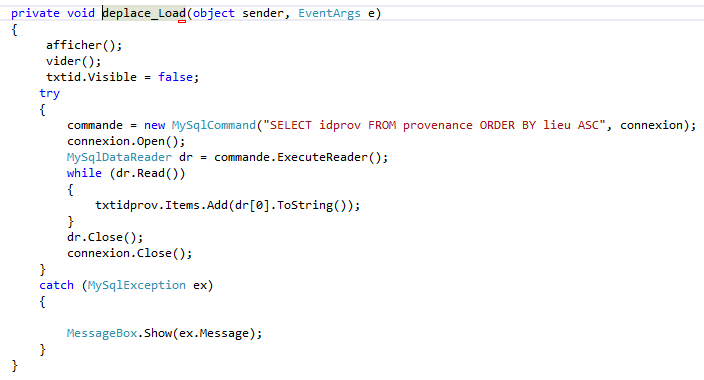 private void deplace_Load(object sender, EventArgs e)
{
afficher();
vider();
txtid.Visible = false;
try
{
commande = new MySqlCommand("SELECT idprov FROM provenance ORDER BY lieu ASC", connexion);
connexion.Open();
MySqlDataReader dr = commande.ExecuteReader();
while (dr.Read())
{
txtidprov.Items.Add(dr[0].ToString());
}
dr.Close();
connexion.Close();
}
catch (MySqlException ex)
{
MessageBox.Show(ex.Message);
}
}